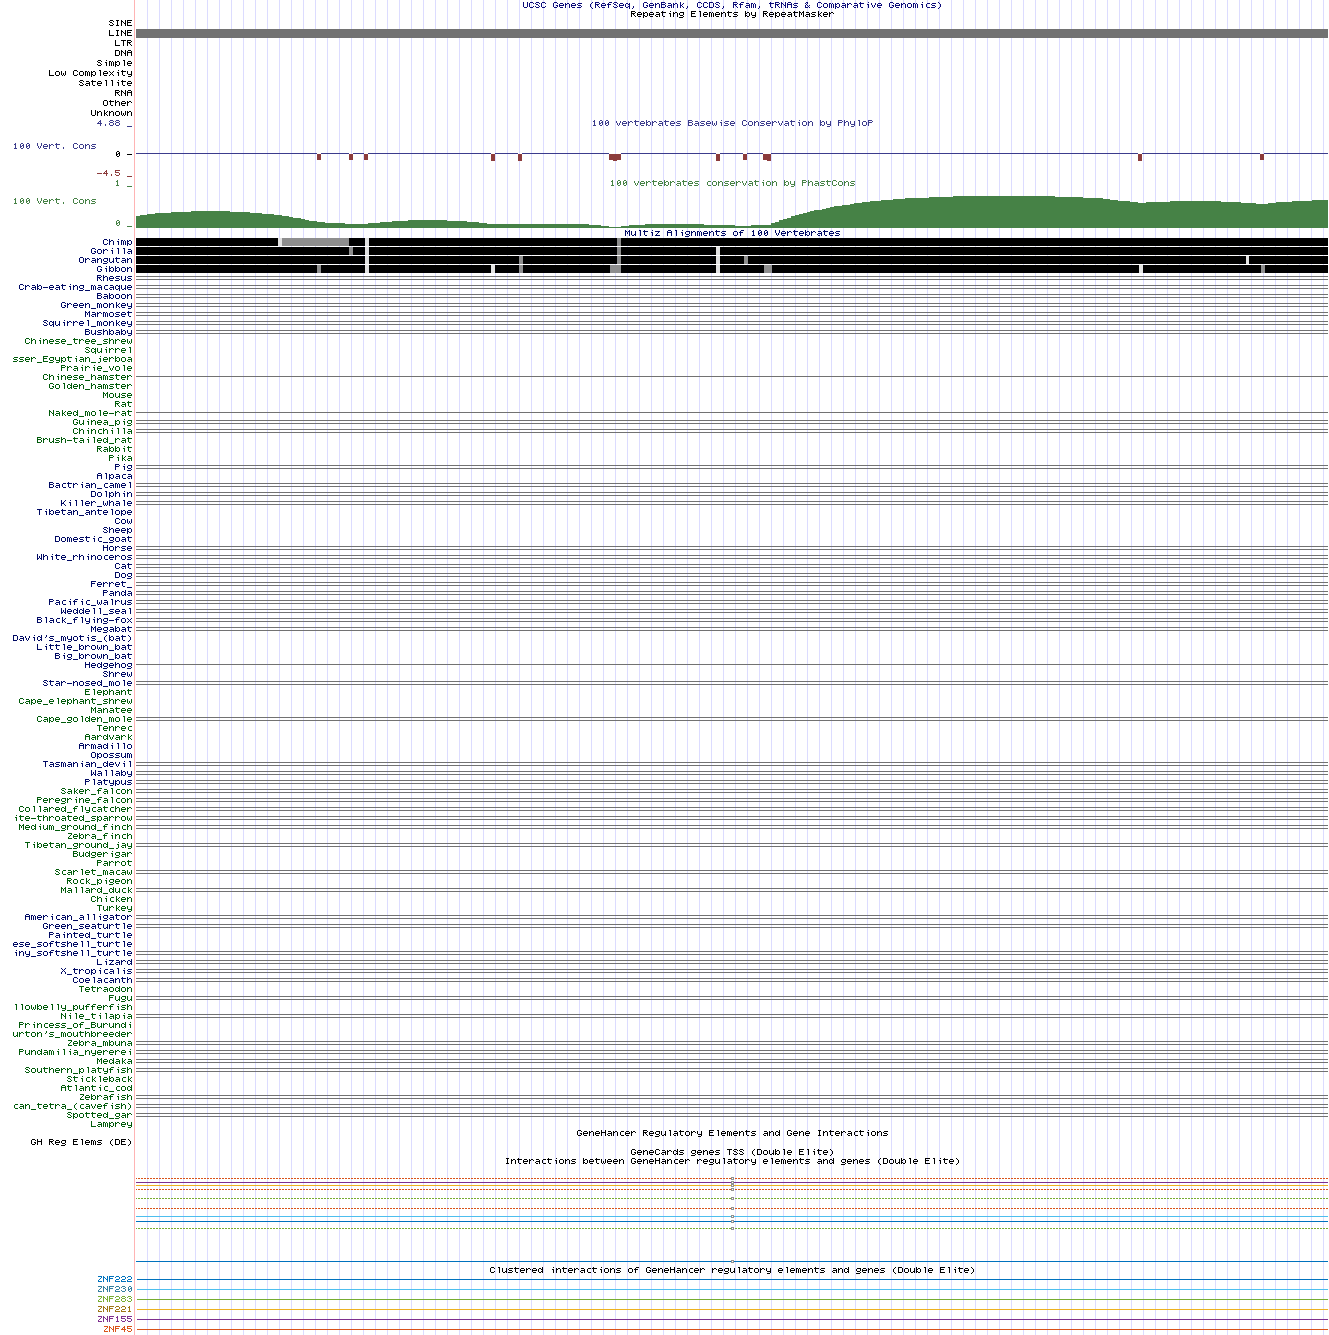 UCSC Genes (RefSeq, GenBank, CCDS, Rfam, tRNAs & Comparative Genomics)
Repeating Elements by RepeatMasker
SINE
LINE
LTR
DNA
Simple
Low Complexity
Satellite
RNA
Other
Unknown
4.88 _
100 vertebrates Basewise Conservation by PhyloP
100 Vert. Cons
0 -
-4.5 _
1 _
100 vertebrates conservation by PhastCons
100 Vert. Cons
0 _
Multiz Alignments of 100 Vertebrates
Chimp
Gorilla
Orangutan
Gibbon
Rhesus
Crab-eating_macaque
Baboon
Green_monkey
Marmoset
Squirrel_monkey
Bushbaby
Chinese_tree_shrew
Squirrel
sser_Egyptian_jerboa
Prairie_vole
Chinese_hamster
Golden_hamster
Mouse
Rat
Naked_mole-rat
Guinea_pig
Chinchilla
Brush-tailed_rat
Rabbit
Pika
Pig
Alpaca
Bactrian_camel
Dolphin
Killer_whale
Tibetan_antelope
Cow
Sheep
Domestic_goat
Horse
White_rhinoceros
Cat
Dog
Ferret_
Panda
Pacific_walrus
Weddell_seal
Black_flying-fox
Megabat
David's_myotis_(bat)
Little_brown_bat
Big_brown_bat
Hedgehog
Shrew
Star-nosed_mole
Elephant
Cape_elephant_shrew
Manatee
Cape_golden_mole
Tenrec
Aardvark
Armadillo
Opossum
Tasmanian_devil
Wallaby
Platypus
Saker_falcon
Peregrine_falcon
Collared_flycatcher
ite-throated_sparrow
Medium_ground_finch
Zebra_finch
Tibetan_ground_jay
Budgerigar
Parrot
Scarlet_macaw
Rock_pigeon
Mallard_duck
Chicken
Turkey
American_alligator
Green_seaturtle
Painted_turtle
ese_softshell_turtle
iny_softshell_turtle
Lizard
X_tropicalis
Coelacanth
Tetraodon
Fugu
llowbelly_pufferfish
Nile_tilapia
Princess_of_Burundi
urton's_mouthbreeder
Zebra_mbuna
Pundamilia_nyererei
Medaka
Southern_platyfish
Stickleback
Atlantic_cod
Zebrafish
can_tetra_(cavefish)
Spotted_gar
Lamprey
GeneHancer Regulatory Elements and Gene Interactions
GH Reg Elems (DE)
GeneCards genes TSS (Double Elite)
Interactions between GeneHancer regulatory elements and genes (Double Elite)
Clustered interactions of GeneHancer regulatory elements and genes (Double Elite)
ZNF222
ZNF230
ZNF283
ZNF221
ZNF155
ZNF45